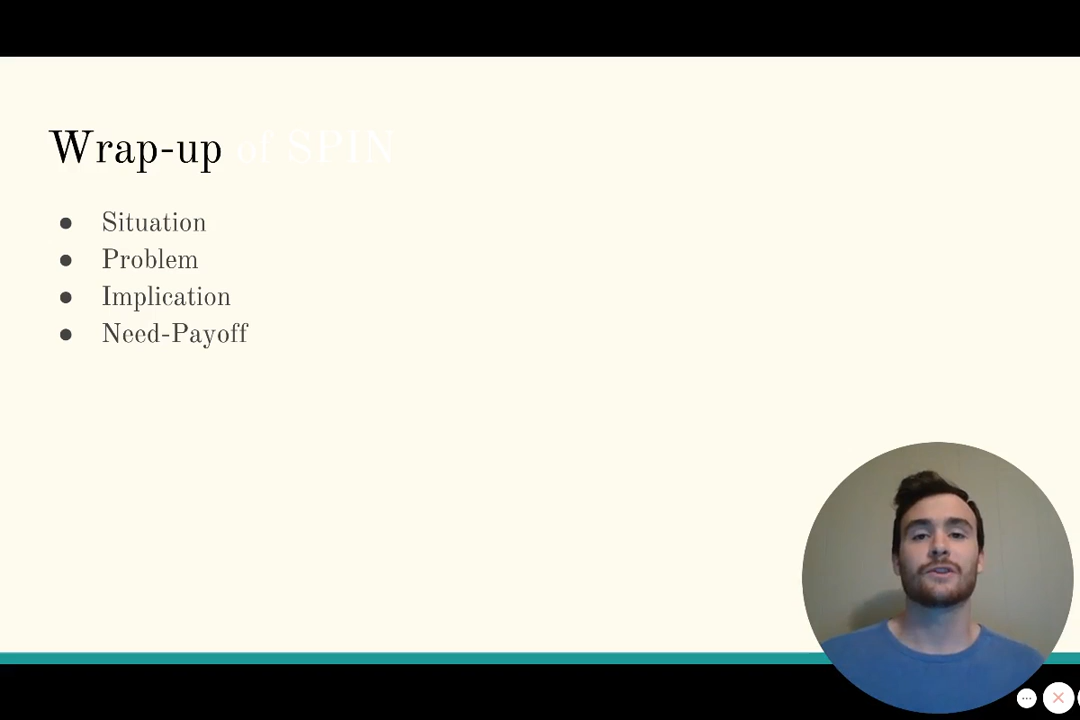 Wrap-up of SPIN
● Situation
● Problem
● Implication
● Need-Payoff